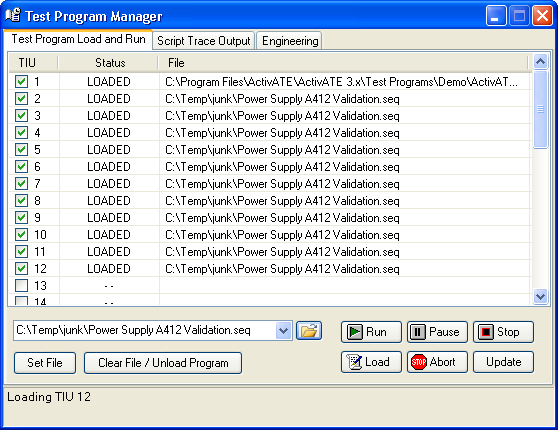 Test Program Manager
Test Program Load and Run Script Trace Output Engineering
TIU Status File
1 LOADED C:\Program Files\ActivATE\ActivATE 3.x\Test Programs\Demo\ActivAT...
2 LOADED C:\Temp\junk\Power Supply A412 Validation.seq
3 LOADED C:\Temp\junk\Power Supply A412 Validation.seq
4 LOADED C:\Temp\junk\Power Supply A412 Validation.seq
5 LOADED C:\Temp\junk\Power Supply A412 Validation.seq
6 LOADED C:\Temp\junk\Power Supply A412 Validation.seq
7 LOADED C:\Temp\junk\Power Supply A412 Validation.seq
8 LOADED C:\Temp\junk\Power Supply A412 Validation.seq
9 LOADED C:\Temp\junk\Power Supply A412 Validation.seq
10 LOADED C:\Temp\junk\Power Supply A412 Validation.seq
11 LOADED C:\Temp\junk\Power Supply A412 Validation.seq
12 LOADED C:\Temp\junk\Power Supply A412 Validation.seq
13 - -
14 - -
C:\Temp\junk\Power Supply A412 Validation.seq Run Pause Stop
Set File Clear File / Unload Program Load STOP Abort Update
Loading TIU 12